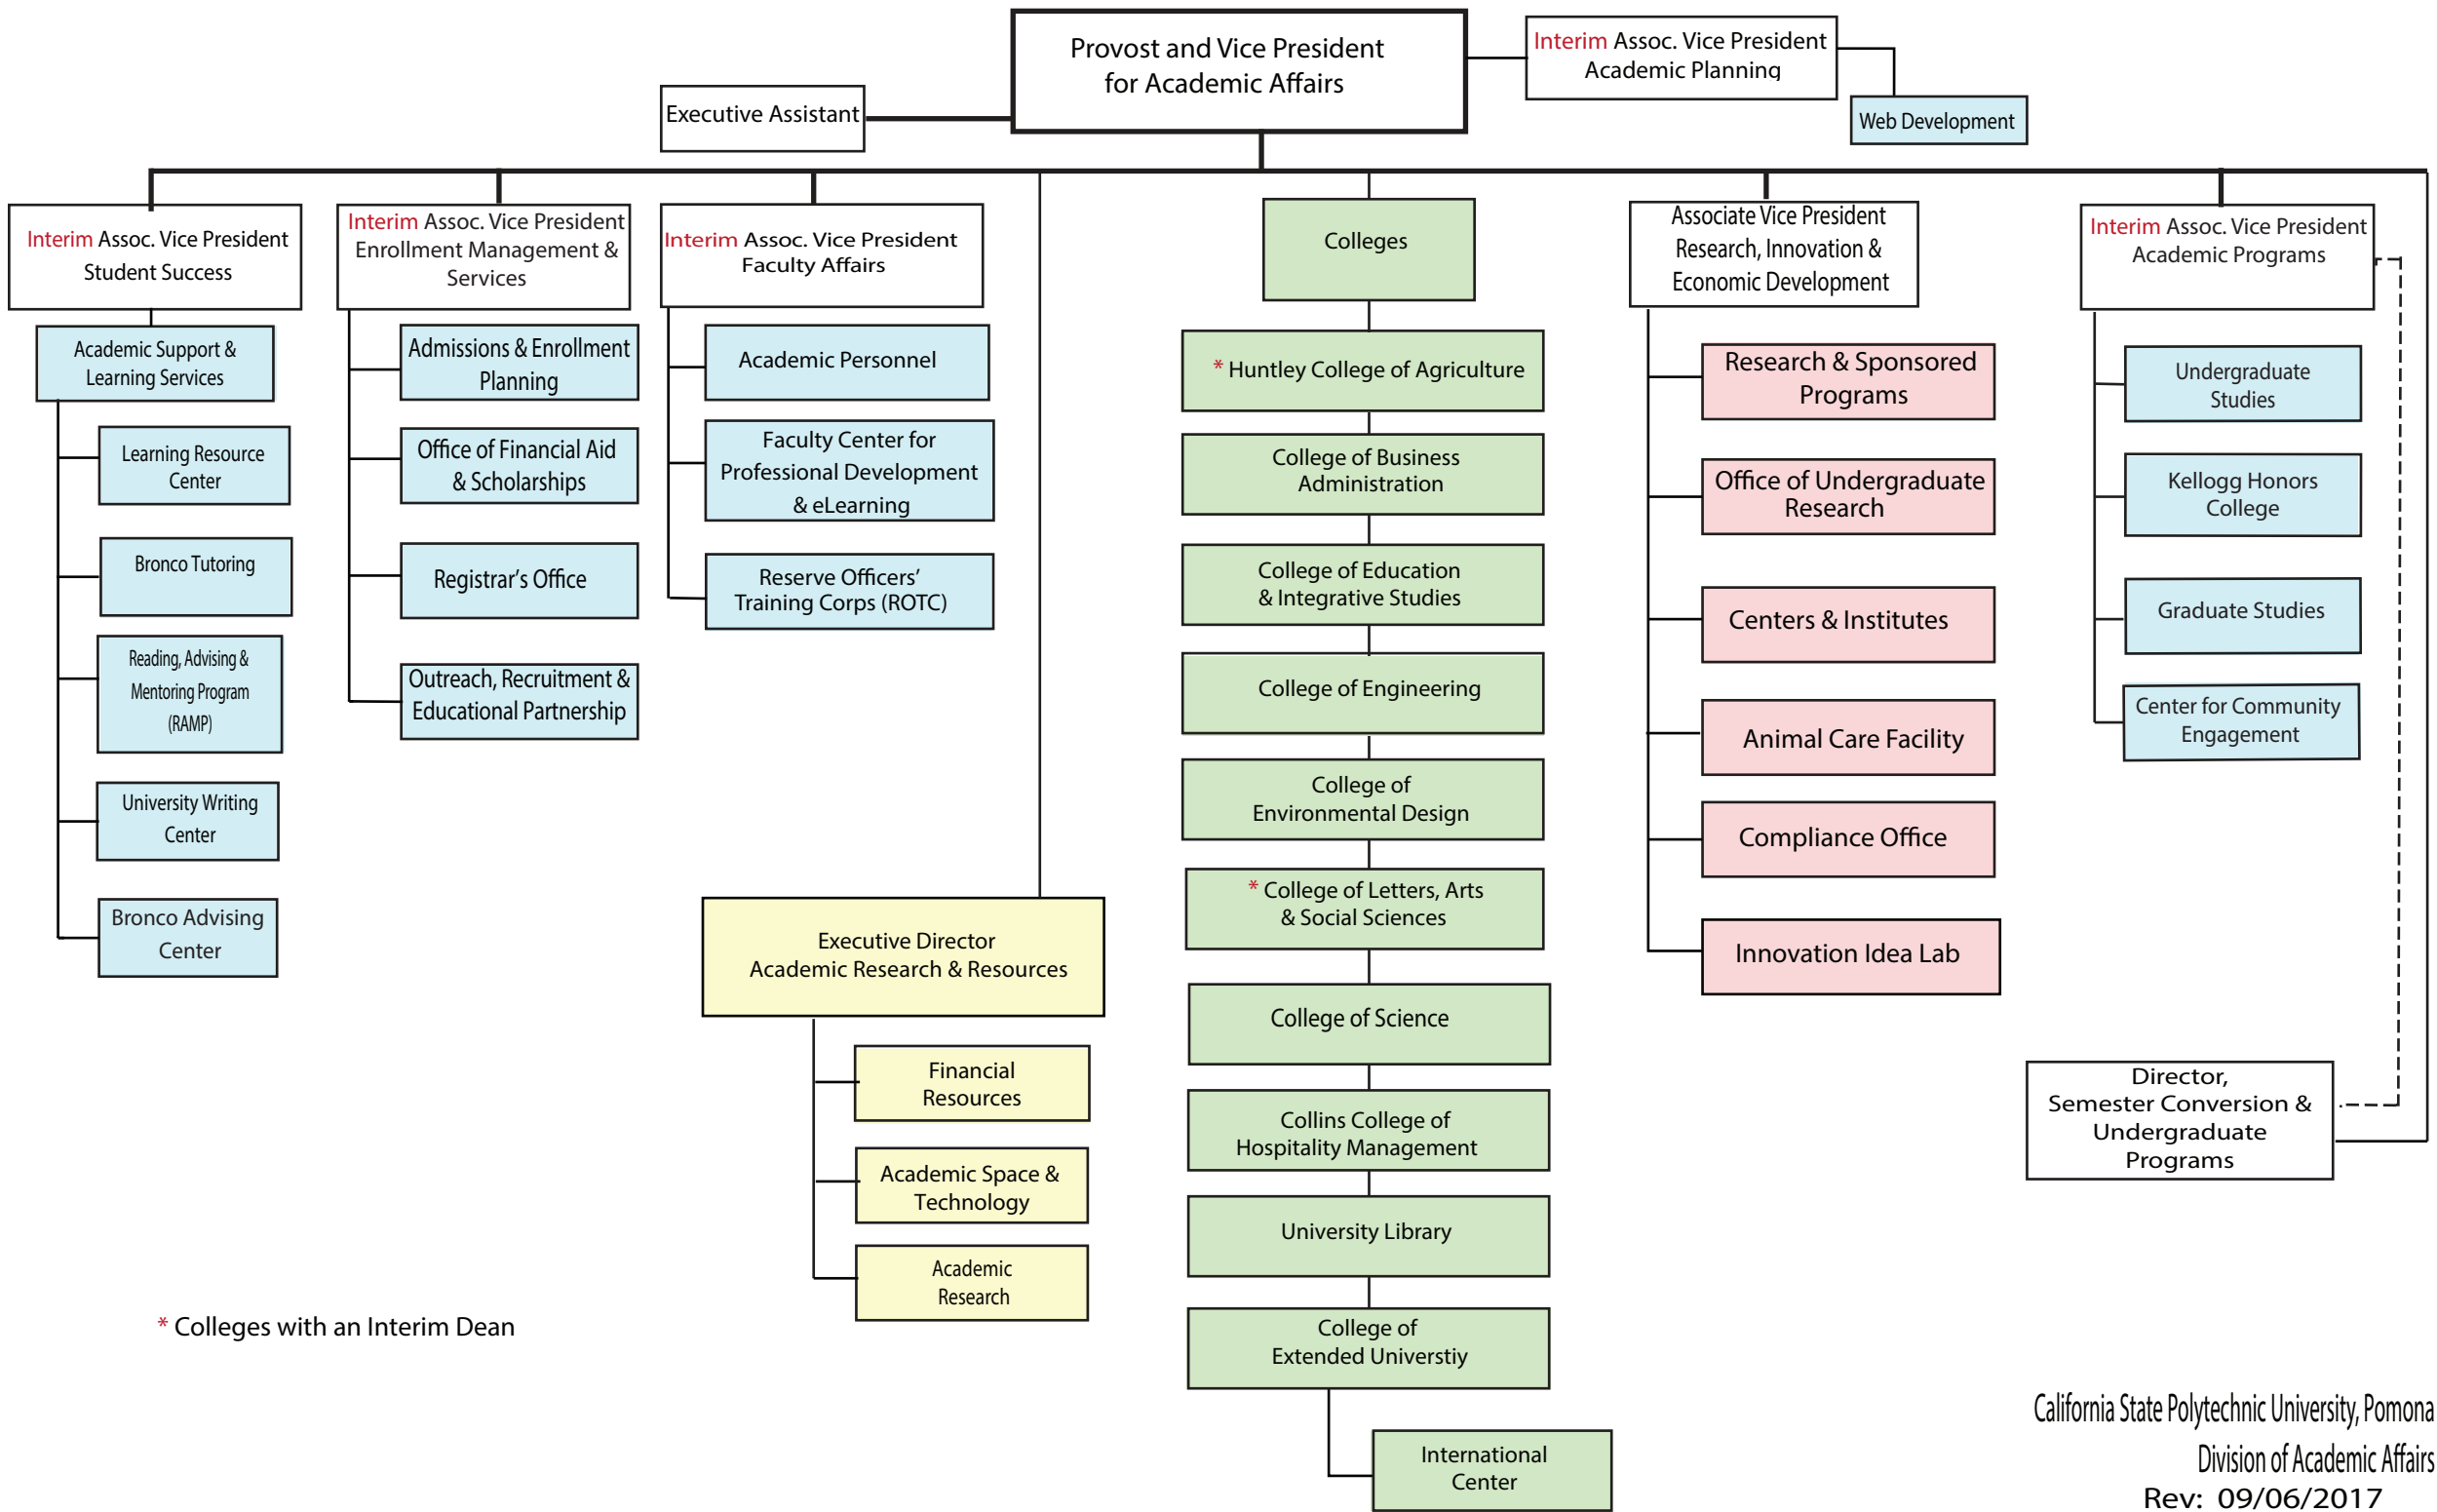 Provost and Vice President
for Academic Affairs
Interim Assoc. Vice President
Academic Planning
Executive Assistant
Web Development
Interim Assoc. Vice President
Student Success
Academic Support &
Learning Services
Learning Resource
Center
Bronco Tutoring
Reading, Advising &
Mentoring Program
(RAMP)
University Writing
Center
Bronco Advising
Center
Interim Assoc. Vice President
Enrollment Management &
Services
Admissions & Enrollment
Planning
Office of Financial Aid
& Scholarships
Registrar's Office
Outreach, Recruitment &
Educational Partnership
Interim Assoc. Vice President
Faculty Affairs
Academic Personnel
Faculty Center for
Professional Development
& eLearning
Reserve Officers'
Training Corps (ROTC)
Executive Director
Academic Research & Resources
Financial
Resources
Academic Space &
Technology
Academic
Research
Colleges
* Huntley College of Agriculture
College of Business
Administration
College of Education
& Integrative Studies
College of Engineering
College of
Environmental Design
* College of Letters, Arts
& Social Sciences
College of Science
Collins College of
Hospitality Management
University Library
College of
Extended Universtiy
International
Center
Associate Vice President
Research, Innovation &
Economic Development
Research & Sponsored
Programs
Office of Undergraduate
Research
Centers & Institutes
Animal Care Facility
Compliance Office
Innovation Idea Lab
Interim Assoc. Vice President
Academic Programs
Undergraduate
Studies
Kellogg Honors
College
Graduate Studies
Center for Community
Engagement
Director,
Semester Conversion &
Undergraduate
Programs
* Colleges with an Interim Dean
California State Polytechnic University, Pomona
Division of Academic Affairs
Rev: 09/06/2017